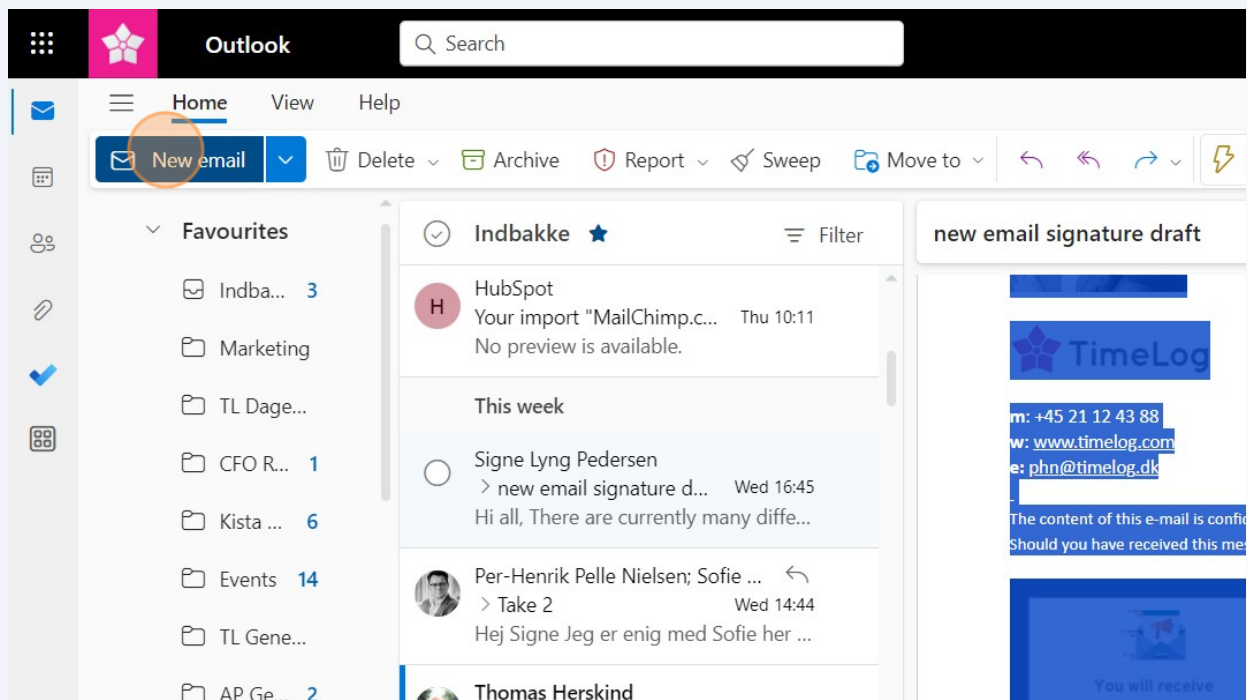 Outlook
Search
Home View Help
New email Delete Archive Report Sweep Move to
Favourites
Indba... 3
Marketing
TL Dage...
CFO R... 1
Kista ... 6
Events 14
TL Gene...
AP Ge... 2
Indbakke Filter
H
HubSpot
Your import "MailChimp.c... Thu 10:11
No preview is available.
This week
Signe Lyng Pedersen
new email signature d... Wed 16:45
Hi all, There are currently many diffe...
Per-Henrik Pelle Nielsen; Sofie ...
Take 2 Wed 14:44
Hej Signe Jeg er enig med Sofie her ...
Thomas Herskind
new email signature draft
TimeLog
m: +45 21 12 43 88
w: www.timelog.com
e: phn@timelog.dk
The content of this e-mail is
Should you have received this
You will receive